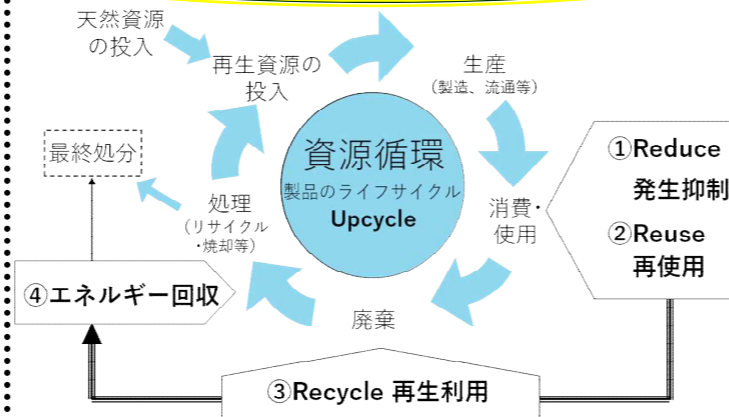 天然資源
の投入
再生資源の
投入
生産
(製造、流通等)
資源循環
製品のライフサイクル
Upcycle
①Reduce
発生抑制
②Reuse
再使用
最終処分
処理
(リサイクル
・焼却等)
消費・
使用
④エネルギー回収
廃棄
③Recycle 再生利用